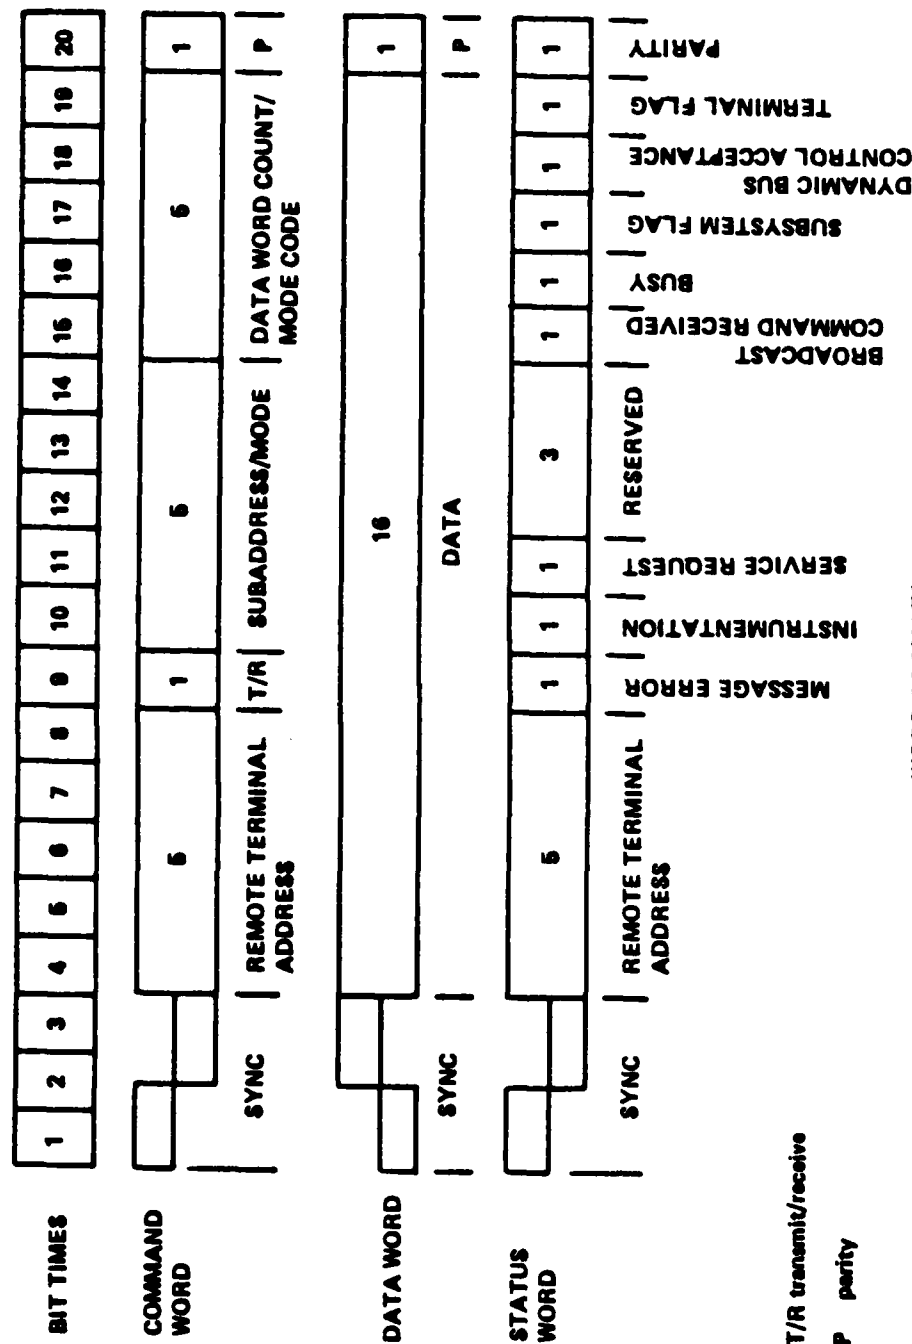 BIT TIMES 1 2 3 4 5 6 7 8 9 10 11 12 13 14 15 16 17 18 19 20
COMMAND
WORD
5 1 5 5 1
SYNC REMOTE TERMINAL
ADDRESS
T/R SUBADDRESS/MODE DATA WORD COUNT/
MODE CODE
P
DATA WORD
16 1
SYNC DATA P
STATUS
WORD
5 1 1 1 3 1 1 1 1 1 1
SYNC
REMOTE TERMINAL
ADDRESS
MESSAGE ERROR
INSTRUMENTATION
SERVICE REQUEST
RESERVED
BROADCAST
COMMAND RECEIVED
BUSY
SUBSYSTEM FLAG
DYNAMIC BUS
CONTROL ACCEPTANCE
TERMINAL FLAG
PARITY
T/R transmit/receive
P parity